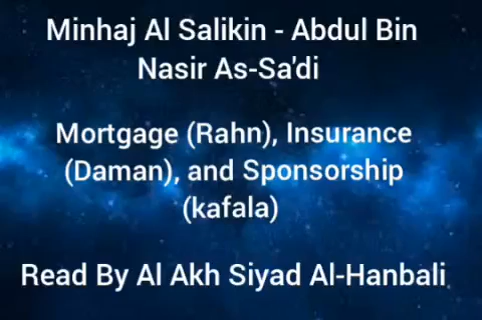 Minhaj Al Salikin - Abdul Bin
Nasir As-Sa'di
Mortgage (Rahn), Insurance
(Daman), and Sponsorship
(kafala)
Read By Al Akh Siyad Al-Hanbali